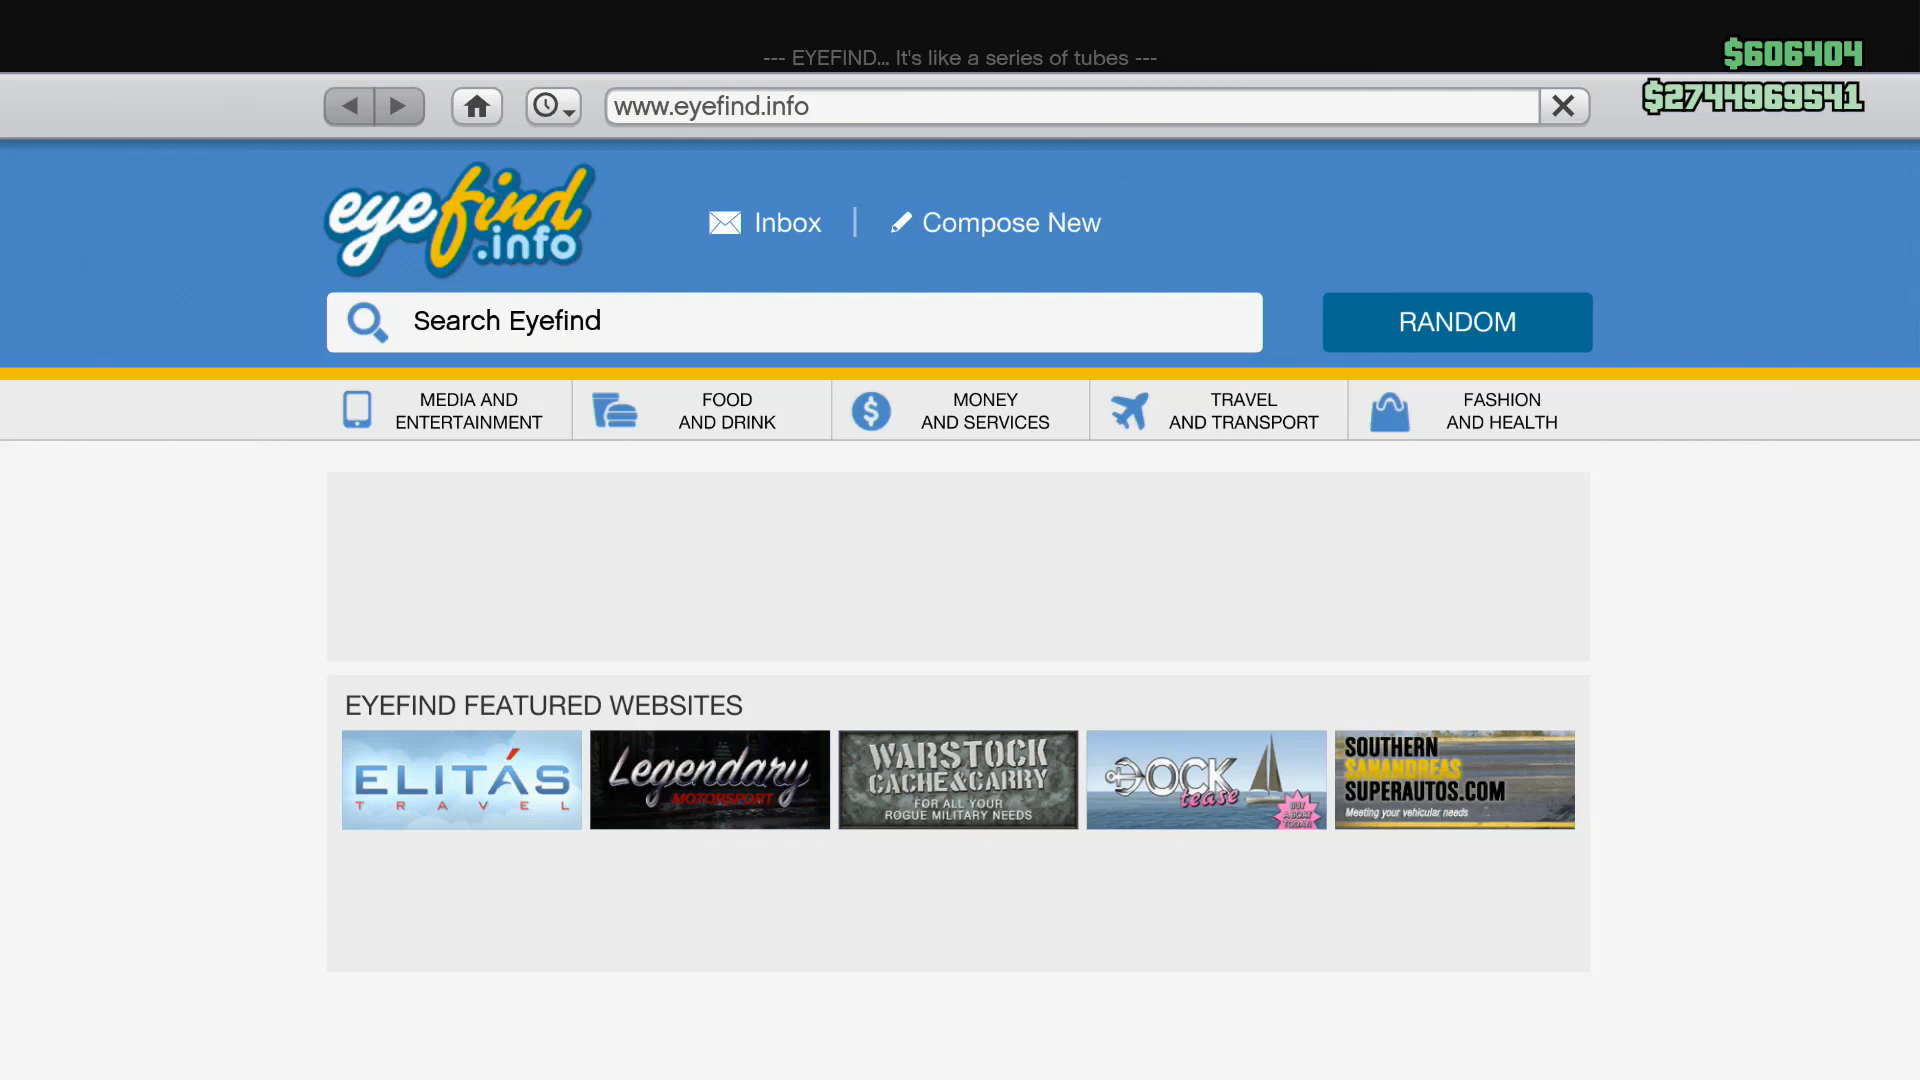 --- EYEFIND... It's like a series of tubes ---
$606404
$2744969541
www.eyefind.info
eyefind
.info
Inbox
Compose New
Search Eyefind
RANDOM
MEDIA AND
ENTERTAINMENT
FOOD
AND DRINK
MONEY
AND SERVICES
TRAVEL
AND TRANSPORT
FASHION
AND HEALTH
EYEFIND FEATURED WEBSITES
ELITÁS
TRAVEL
Legendary
MOTORSPORT
WARSTOCK
CACHE&CARRY
FOR ALL YOUR
ROGUE MILITARY NEEDS
DOCK
tease
BUY
A BOAT
TODAY!
SOUTHERN
SANANDREAS
SUPERAUTOS.COM
Meeting your vehicular needs